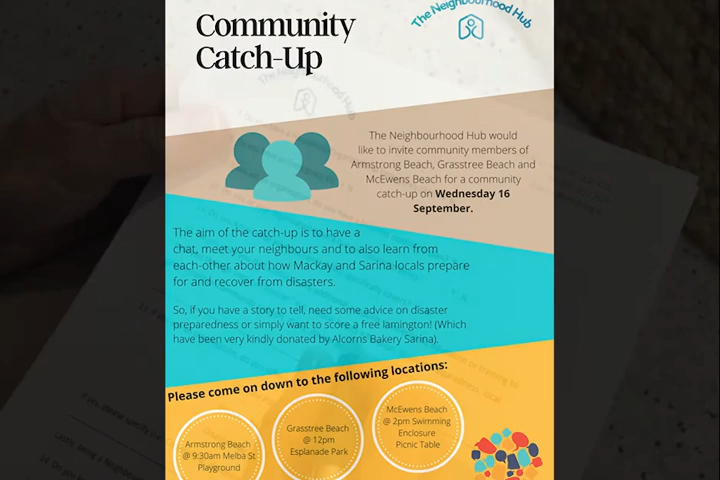 Community
Catch-Up
The Neighbourhood Hub
The Neighbourhood Hub would
like to invite community members of
Armstrong Beach, Grasstree Beach and
McEwens Beach for a community
catch-up on Wednesday 16
September.
The aim of the catch-up is to have a
chat, meet your neighbours and to also learn from
each-other about how Mackay and Sarina locals prepare
for and recover from disasters.
So, if you have a story to tell, need some advice on disaster
preparedness or simply want to score a free lamington! (Which
have been very kindly donated by Alcorns Bakery Sarina).
Please come on down to the following locations:
Armstrong Beach
@ 9:30am Melba St
Playground
Grasstree Beach
@ 12pm
Esplanade Park
McEwens Beach
@ 2pm Swimming
Enclosure
Picnic Table
The Neighbourhood Hub